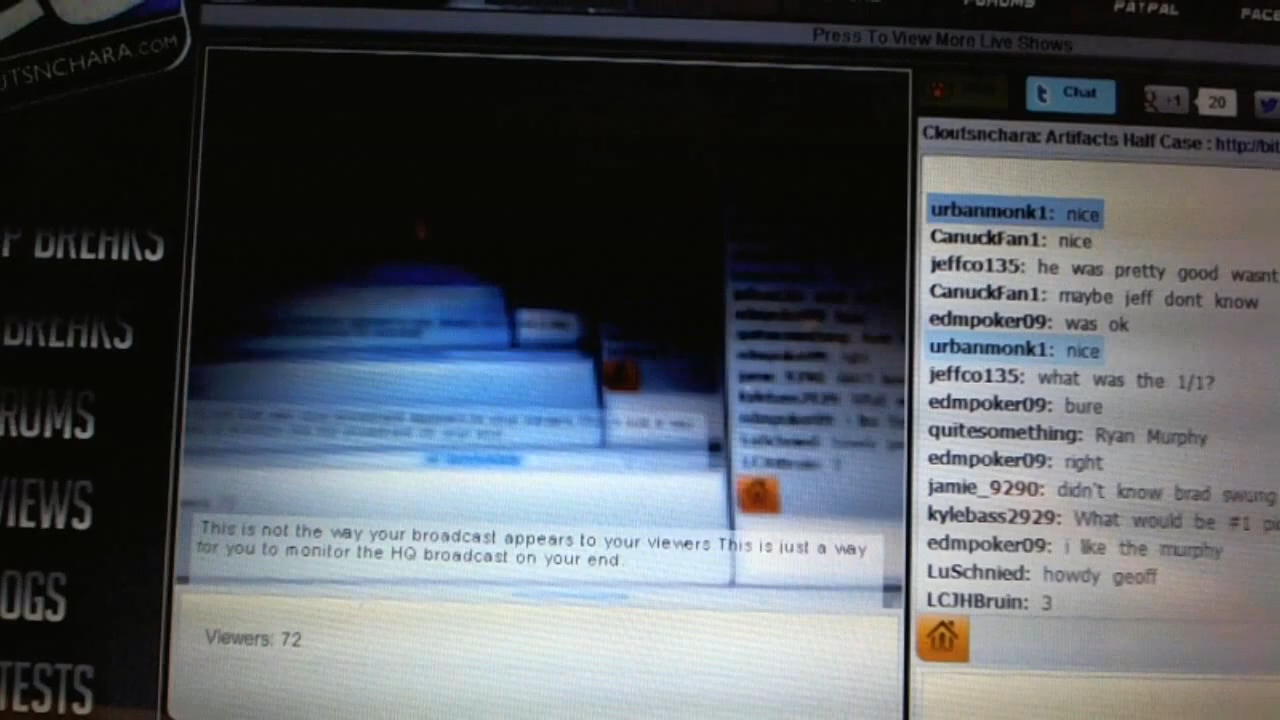 UTSNCHARA.COM
FORUMS
PAYPAL
FACE
Press To View More Live Shows
Chat
+1
20
Cloutsnchara: Artifacts Half Case : http://bit
P BREAKS
BREAKS
RUMS
VIEWS
OGS
TESTS
urbanmonk1: nice
CanuckFan1: nice
jeffco135: he was pretty good wasnt
CanuckFan1: maybe jeff dont know
edmpoker09: was ok
urbanmonk1: nice
jeffco135: what was the 1/1?
edmpoker09: bure
quitesomething: Ryan Murphy
edmpoker09: right
jamie_9290: didn't know brad swung
kylebass2929: What would be #1 p
edmpoker09: i like the murphy
LuSchnied: howdy geoff
LCJHBruin: 3
This is not the way your broadcast appears to your viewers This is just a way
for you to monitor the HQ broadcast on your end.
Viewers: 72